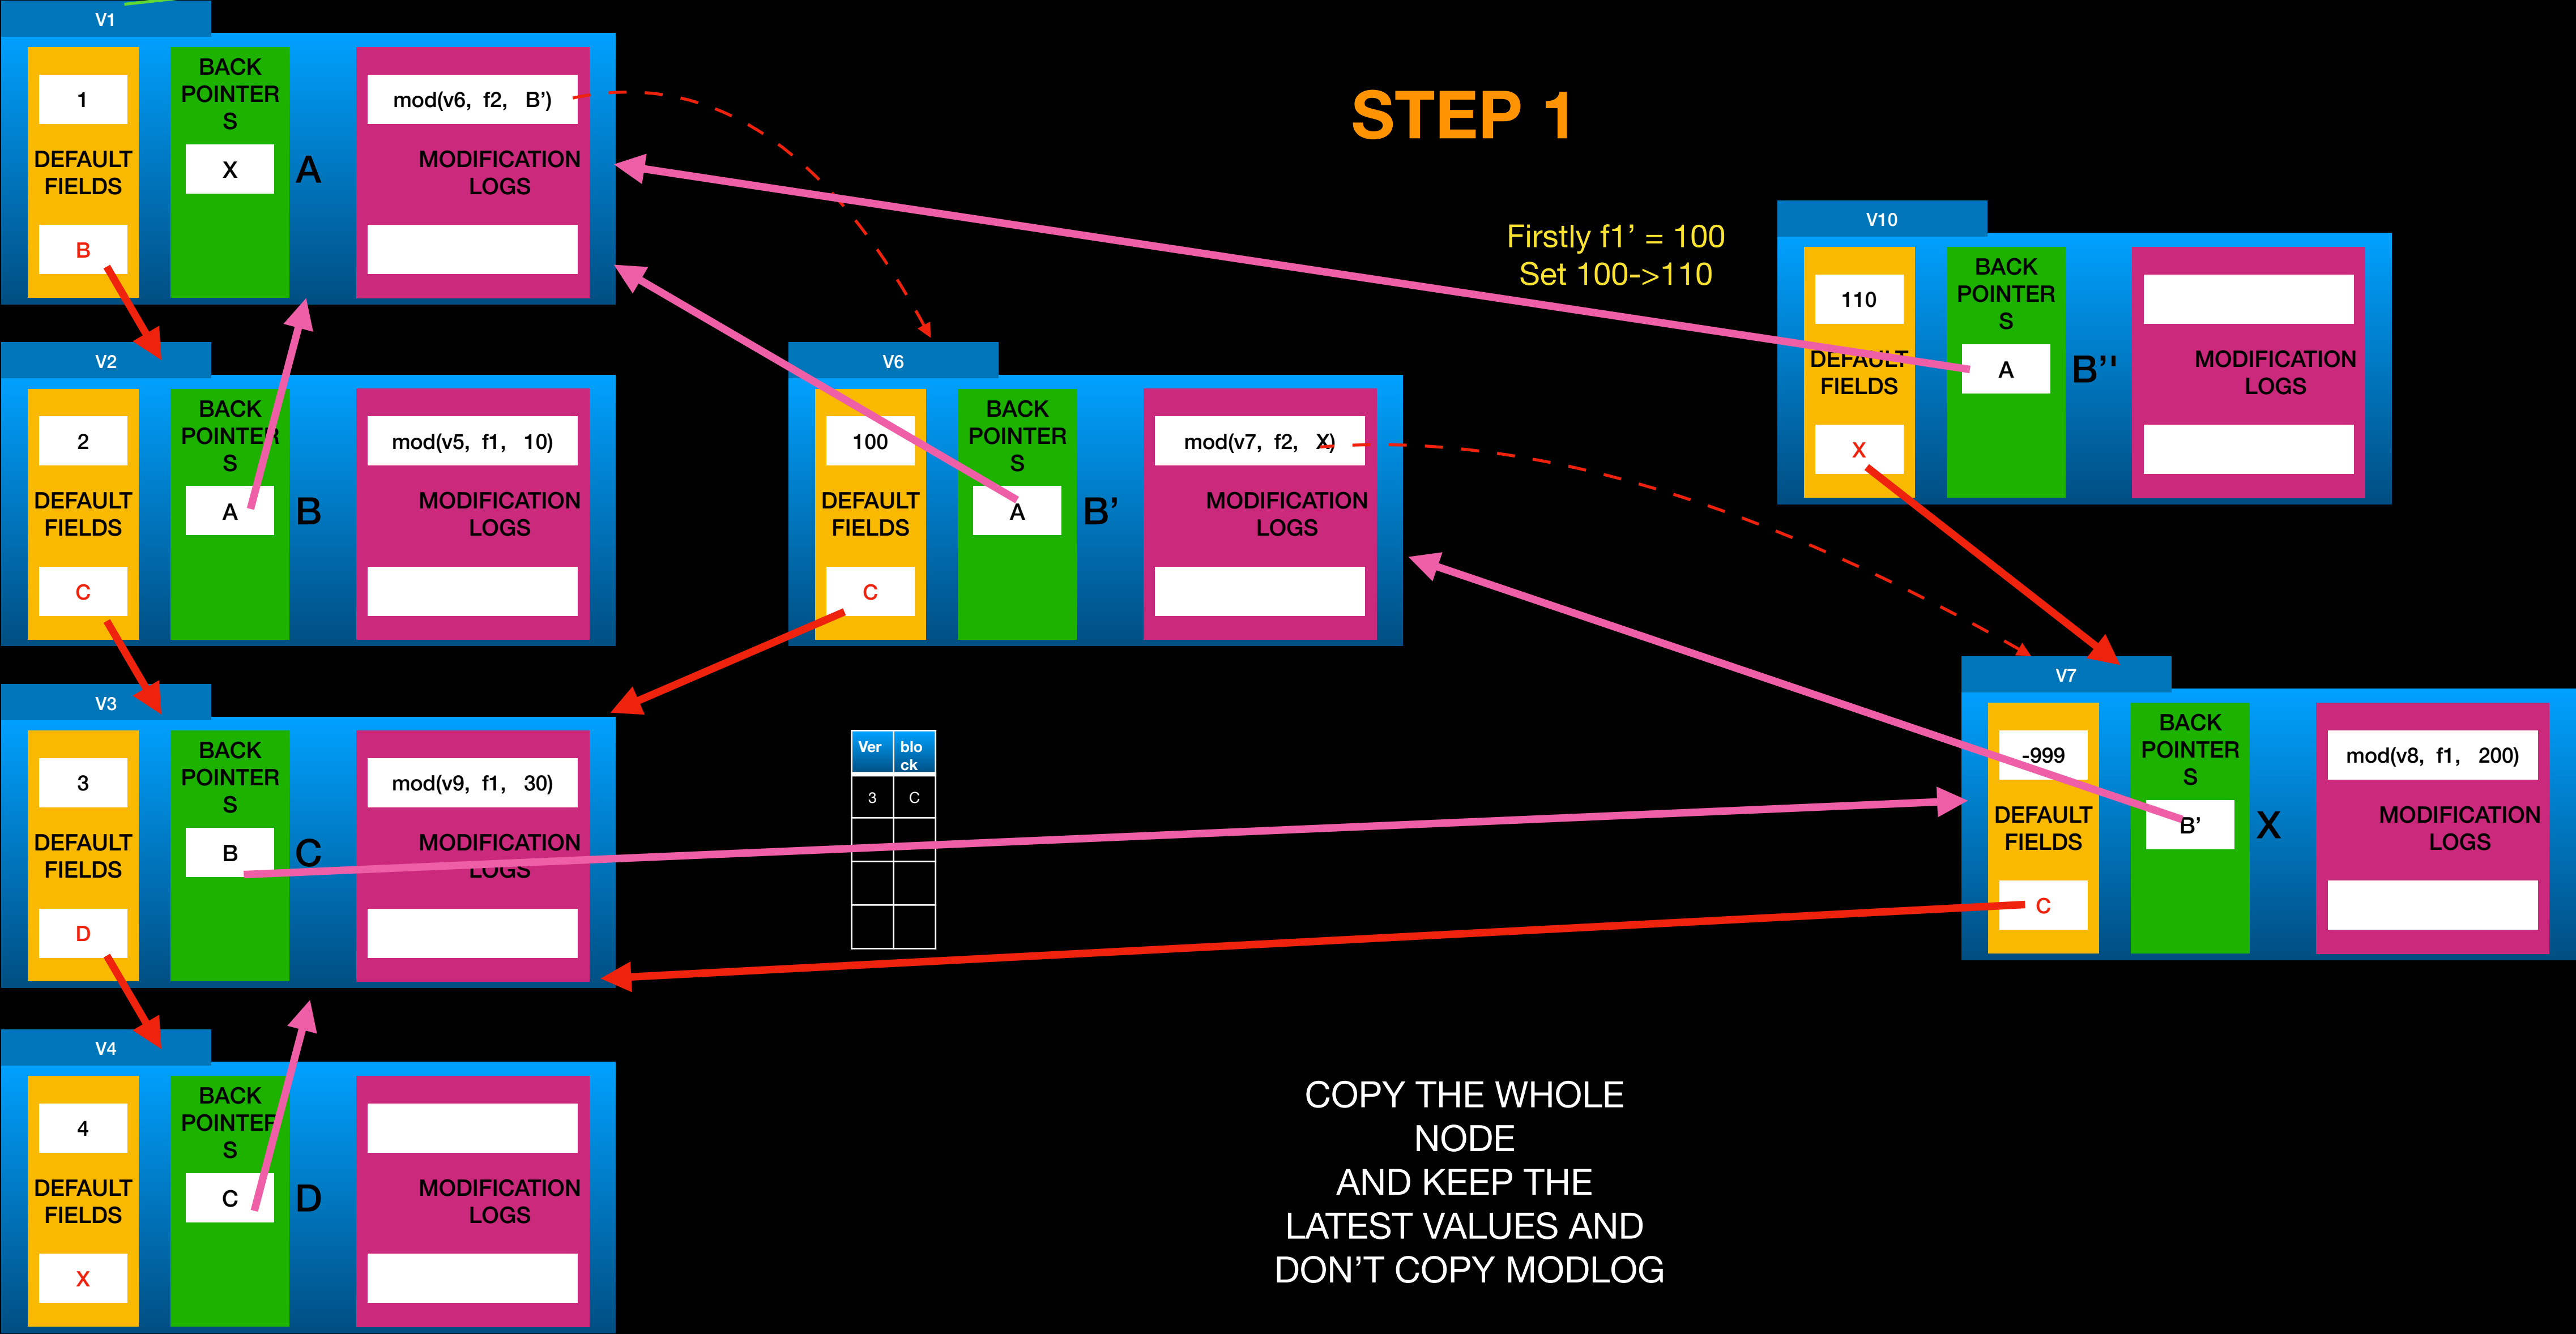 V1
1
DEFAULT
FIELDS
B
BACK
POINTER
S
X
A
mod(v6, f2, B’)
MODIFICATION
LOGS
STEP 1
Firstly f1’ = 100
Set 100->110
V10
110
DEFAULT
FIELDS
X
BACK
POINTER
S
A
B’'
MODIFICATION
LOGS
V2
2
DEFAULT
FIELDS
C
BACK
POINTER
S
A
B
mod(v5, f1, 10)
MODIFICATION
LOGS
V6
100
DEFAULT
FIELDS
C
BACK
POINTER
S
A
B’
mod(v7, f2, X)
MODIFICATION
LOGS
V3
3
DEFAULT
FIELDS
D
BACK
POINTER
S
B
C
mod(v9, f1, 30)
MODIFICATION
LOGS
Ver blo
ck
3 C
V7
-999
DEFAULT
FIELDS
C
BACK
POINTER
S
B’
X
mod(v8, f1, 200)
MODIFICATION
LOGS
V4
4
DEFAULT
FIELDS
X
BACK
POINTER
S
C
D
MODIFICATION
LOGS
COPY THE WHOLE
NODE
AND KEEP THE
LATEST VALUES AND
DON’T COPY MODLOG